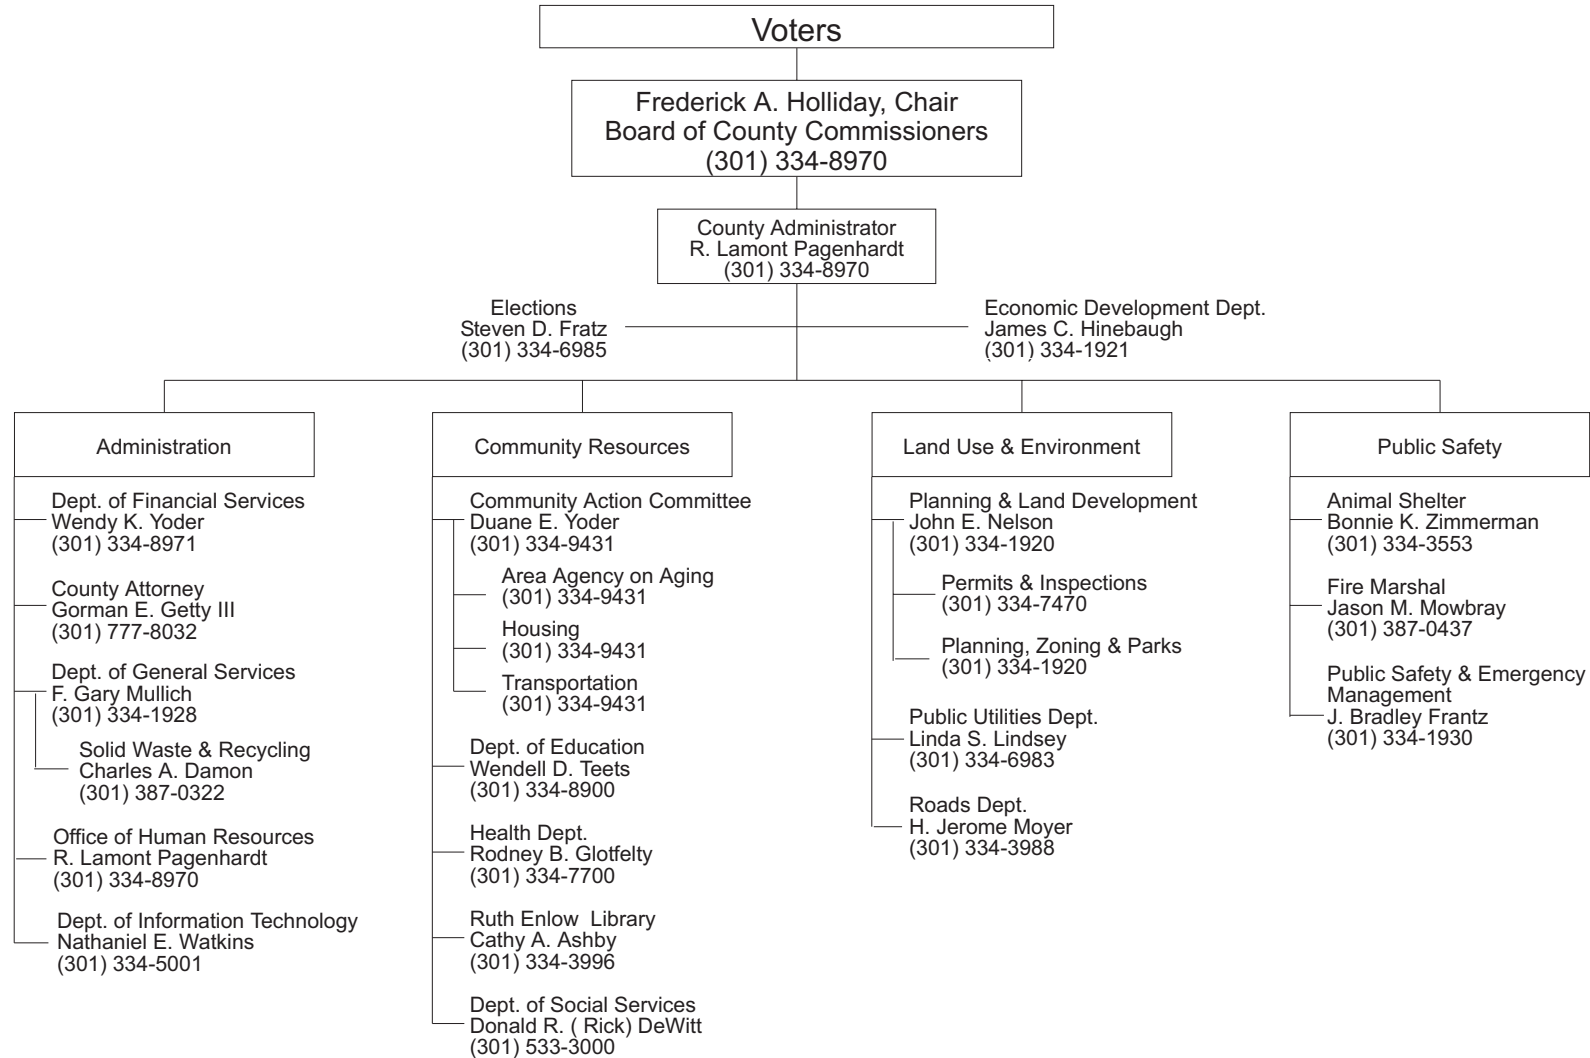 Voters
Frederick A. Holliday, Chair
Board of County Commissioners
(301) 334-8970
County Administrator
R. Lamont Pagenhardt
(301) 334-8970
Elections
Steven D. Fratz
(301) 334-6985
Economic Development Dept.
James C. Hinebaugh
(301) 334-1921
Administration
Dept. of Financial Services
Wendy K. Yoder
(301) 334-8971
County Attorney
Gorman E. Getty III
(301) 777-8032
Dept. of General Services
F. Gary Mullich
(301) 334-1928
Solid Waste & Recycling
Charles A. Damon
(301) 387-0322
Office of Human Resources
R. Lamont Pagenhardt
(301) 334-8970
Dept. of Information Technology
Nathaniel E. Watkins
(301) 334-5001
Community Resources
Community Action Committee
Duane E. Yoder
(301) 334-9431
Area Agency on Aging
(301) 334-9431
Housing
(301) 334-9431
Transportation
(301) 334-9431
Dept. of Education
Wendell D. Teets
(301) 334-8900
Health Dept.
Rodney B. Glotfelty
(301) 334-7700
Ruth Enlow  Library
Cathy A. Ashby
(301) 334-3996
Dept. of Social Services
Donald R. ( Rick) DeWitt
(301) 533-3000
Land Use & Environment
Planning & Land Development
John E. Nelson
(301) 334-1920
Permits & Inspections
(301) 334-7470
Planning, Zoning & Parks
(301) 334-1920
Public Utilities Dept.
Linda S. Lindsey
(301) 334-6983
Roads Dept.
H. Jerome Moyer
(301) 334-3988
Public Safety
Animal Shelter
Bonnie K. Zimmerman
(301) 334-3553
Fire Marshal
Jason M. Mowbray
(301) 387-0437
Public Safety & Emergency
Management
J. Bradley Frantz
(301) 334-1930